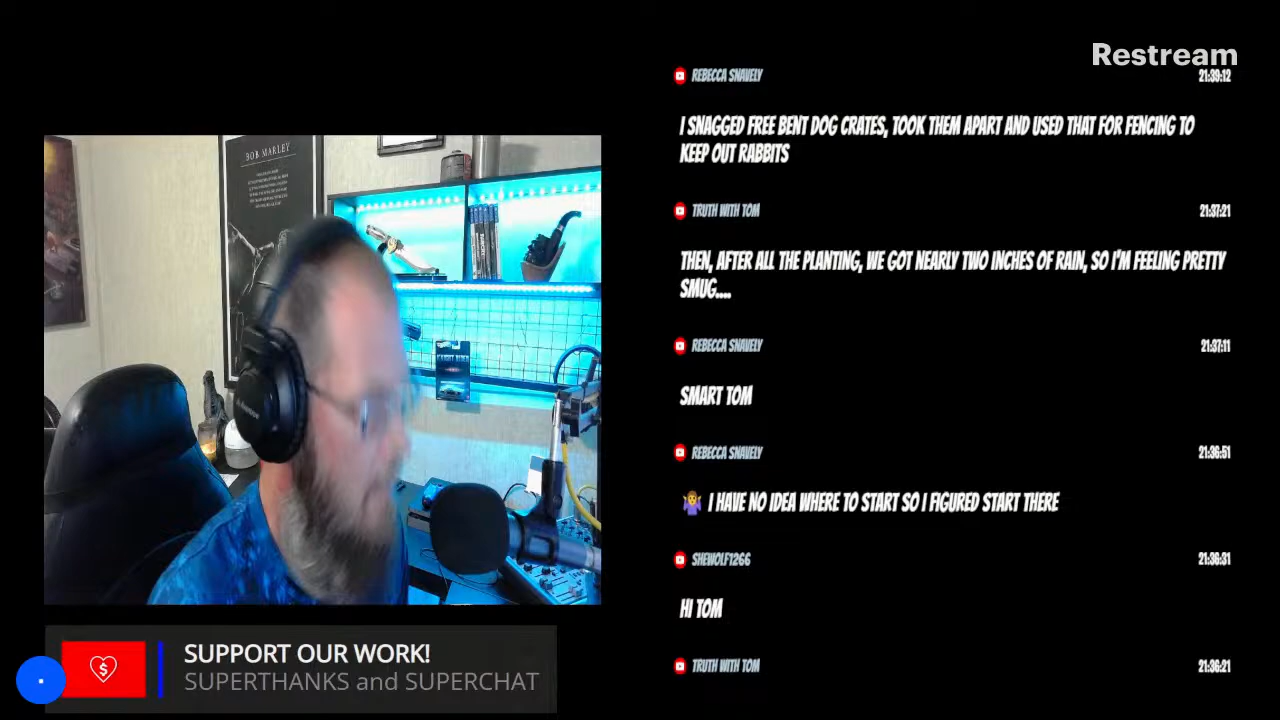 Restream
REBECCA SNAVELY
21:39:12
I SNAGGED FREE BENT DOG CRATES, TOOK THEM APART AND USED THAT FOR FENCING TO
KEEP OUT RABBITS
TRUTH WITH TOM
21:37:21
THEN, AFTER ALL THE PLANTING, WE GOT NEARLY TWO INCHES OF RAIN, SO I'M FEELING PRETTY
SMUG....
REBECCA SNAVELY
21:37:11
SMART TOM
REBECCA SNAVELY
21:36:51
🤷‍♀️ I HAVE NO IDEA WHERE TO START SO I FIGURED START THERE
SHEWOLF1266
21:36:31
HI TOM
TRUTH WITH TOM
21:36:21
BOB MARLEY
SUPPORT OUR WORK!
SUPERTHANKS and SUPERCHAT